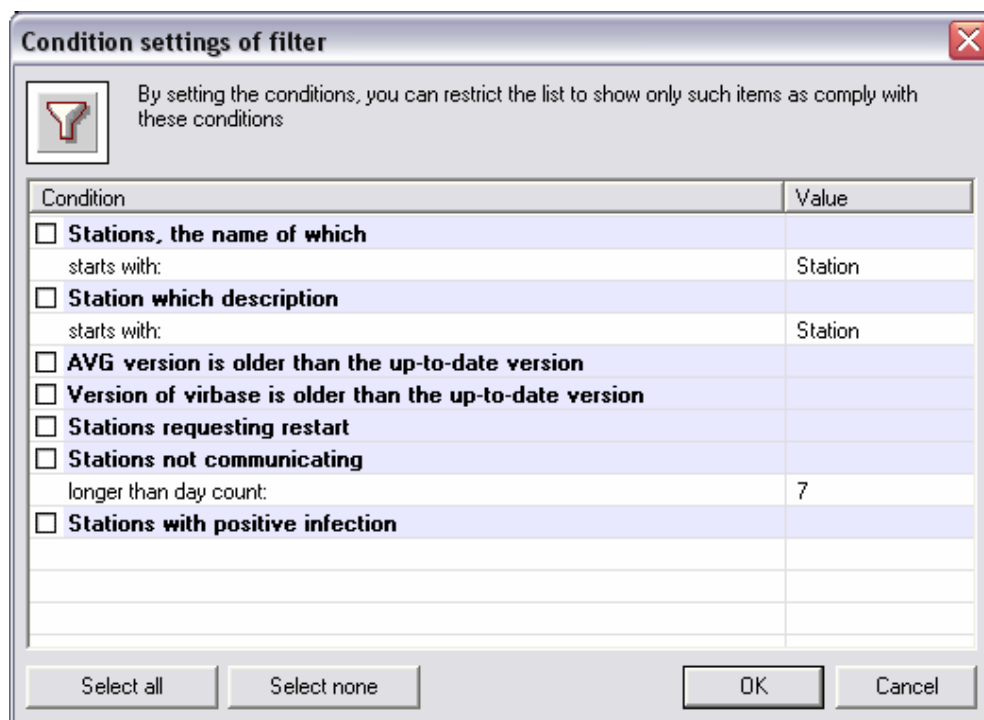 Condition settings of filter
By setting the conditions, you can restrict the list to show only such items as comply with
these conditions
Condition Value
Stations, the name of which
starts with: Station
Station which description
starts with: Station
AVG version is older than the up-to-date version
Version of virbase is older than the up-to-date version
Stations requesting restart
Stations not communicating
longer than day count: 7
Stations with positive infection
Select all Select none OK Cancel